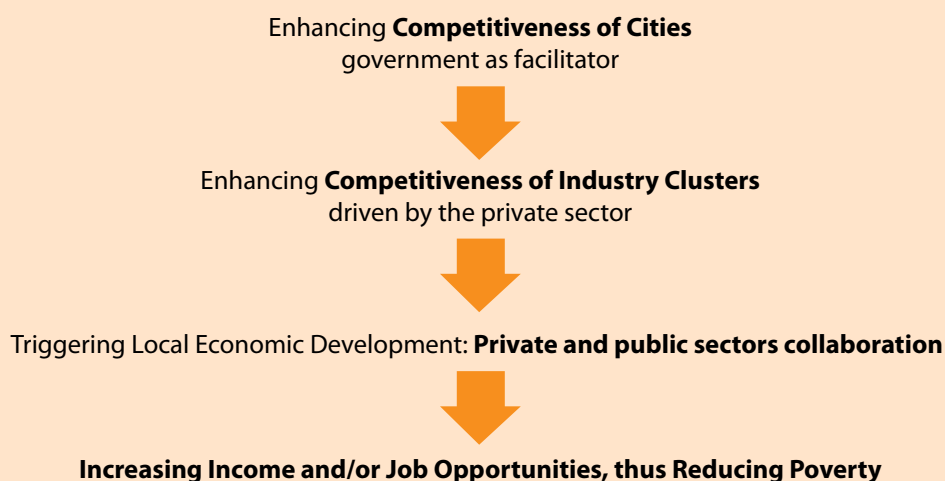 Enhancing Competitiveness of Cities
government as facilitator
Enhancing Competitiveness of Industry Clusters
driven by the private sector
Triggering Local Economic Development: Private and public sectors collaboration
Increasing Income and/or Job Opportunities, thus Reducing Poverty